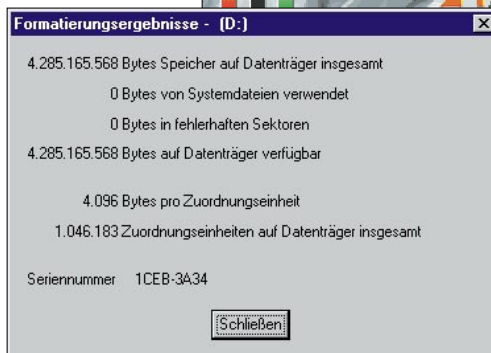 Formatierungsergebnisse - (D:)
4.285.165.568 Bytes Speicher auf Datenträger insgesamt
0 Bytes von Systemdateien verwendet
0 Bytes in fehlerhaften Sektoren
4.285.165.568 Bytes auf Datenträger verfügbar
4.096 Bytes pro Zuordnungseinheit
1.046.183 Zuordnungseinheiten auf Datenträger insgesamt
Seriennummer 1CEB-3A34
Schließen